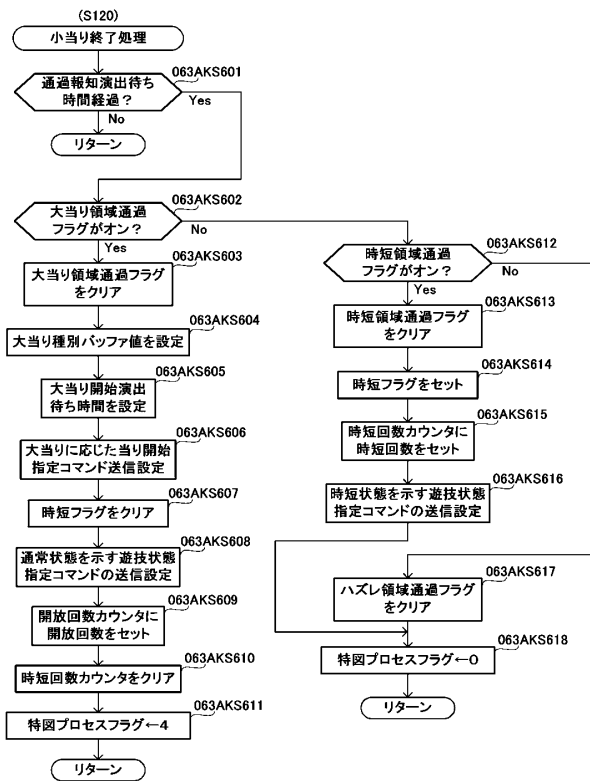 (S120)
小当り終了処理
通過報知演出待ち
時間経過?
063AKS601
Yes
No
リターン
大当り領域通過
フラグがオン?
063AKS602
No
Yes
大当り領域通過フラグ
をクリア
063AKS603
大当り種別バッファ値を設定
063AKS604
大当り開始演出
待ち時間を設定
063AKS605
大当りに応じた当り開始
指定コマンド送信設定
063AKS606
時短フラグをクリア
063AKS607
通常状態を示す遊技状態
指定コマンドの送信設定
063AKS608
開放回数カウンタに
開放回数をセット
063AKS609
時短回数カウンタをクリア
063AKS610
特図プロセスフラグ←4
063AKS611
リターン
時短領域通過
フラグがオン?
063AKS612
No
Yes
時短領域通過フラグ
をクリア
063AKS613
時短フラグをセット
063AKS614
時短回数カウンタに
時短回数をセット
063AKS615
時短状態を示す遊技状態
指定コマンドの送信設定
063AKS616
ハズレ領域通過フラグ
をクリア
063AKS617
特図プロセスフラグ←0
063AKS618
リターン